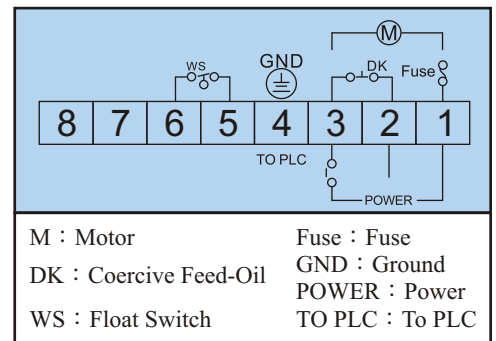 M
WS
GND
DK
Fuse
8 7 6 5 4 3 2 1
TO PLC
POWER
M：Motor
Fuse：Fuse
DK：Coercive Feed-Oil
GND：Ground
POWER：Power
WS：Float Switch
TO PLC：To PLC